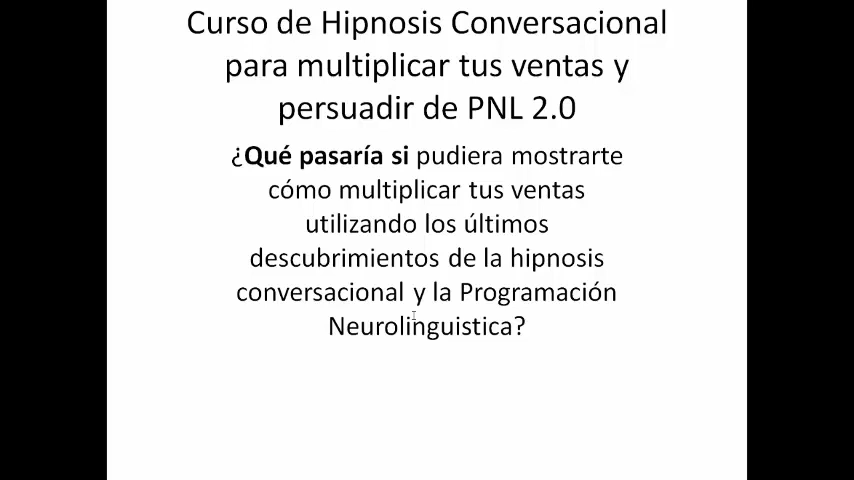 Curso de Hipnosis Conversacional
para multiplicar tus ventas y
persuadir de PNL 2.0
¿Qué pasaría si pudiera mostrarte
cómo multiplicar tus ventas
utilizando los últimos
descubrimientos de la hipnosis
conversacional y la Programación
Neurolinguistica?